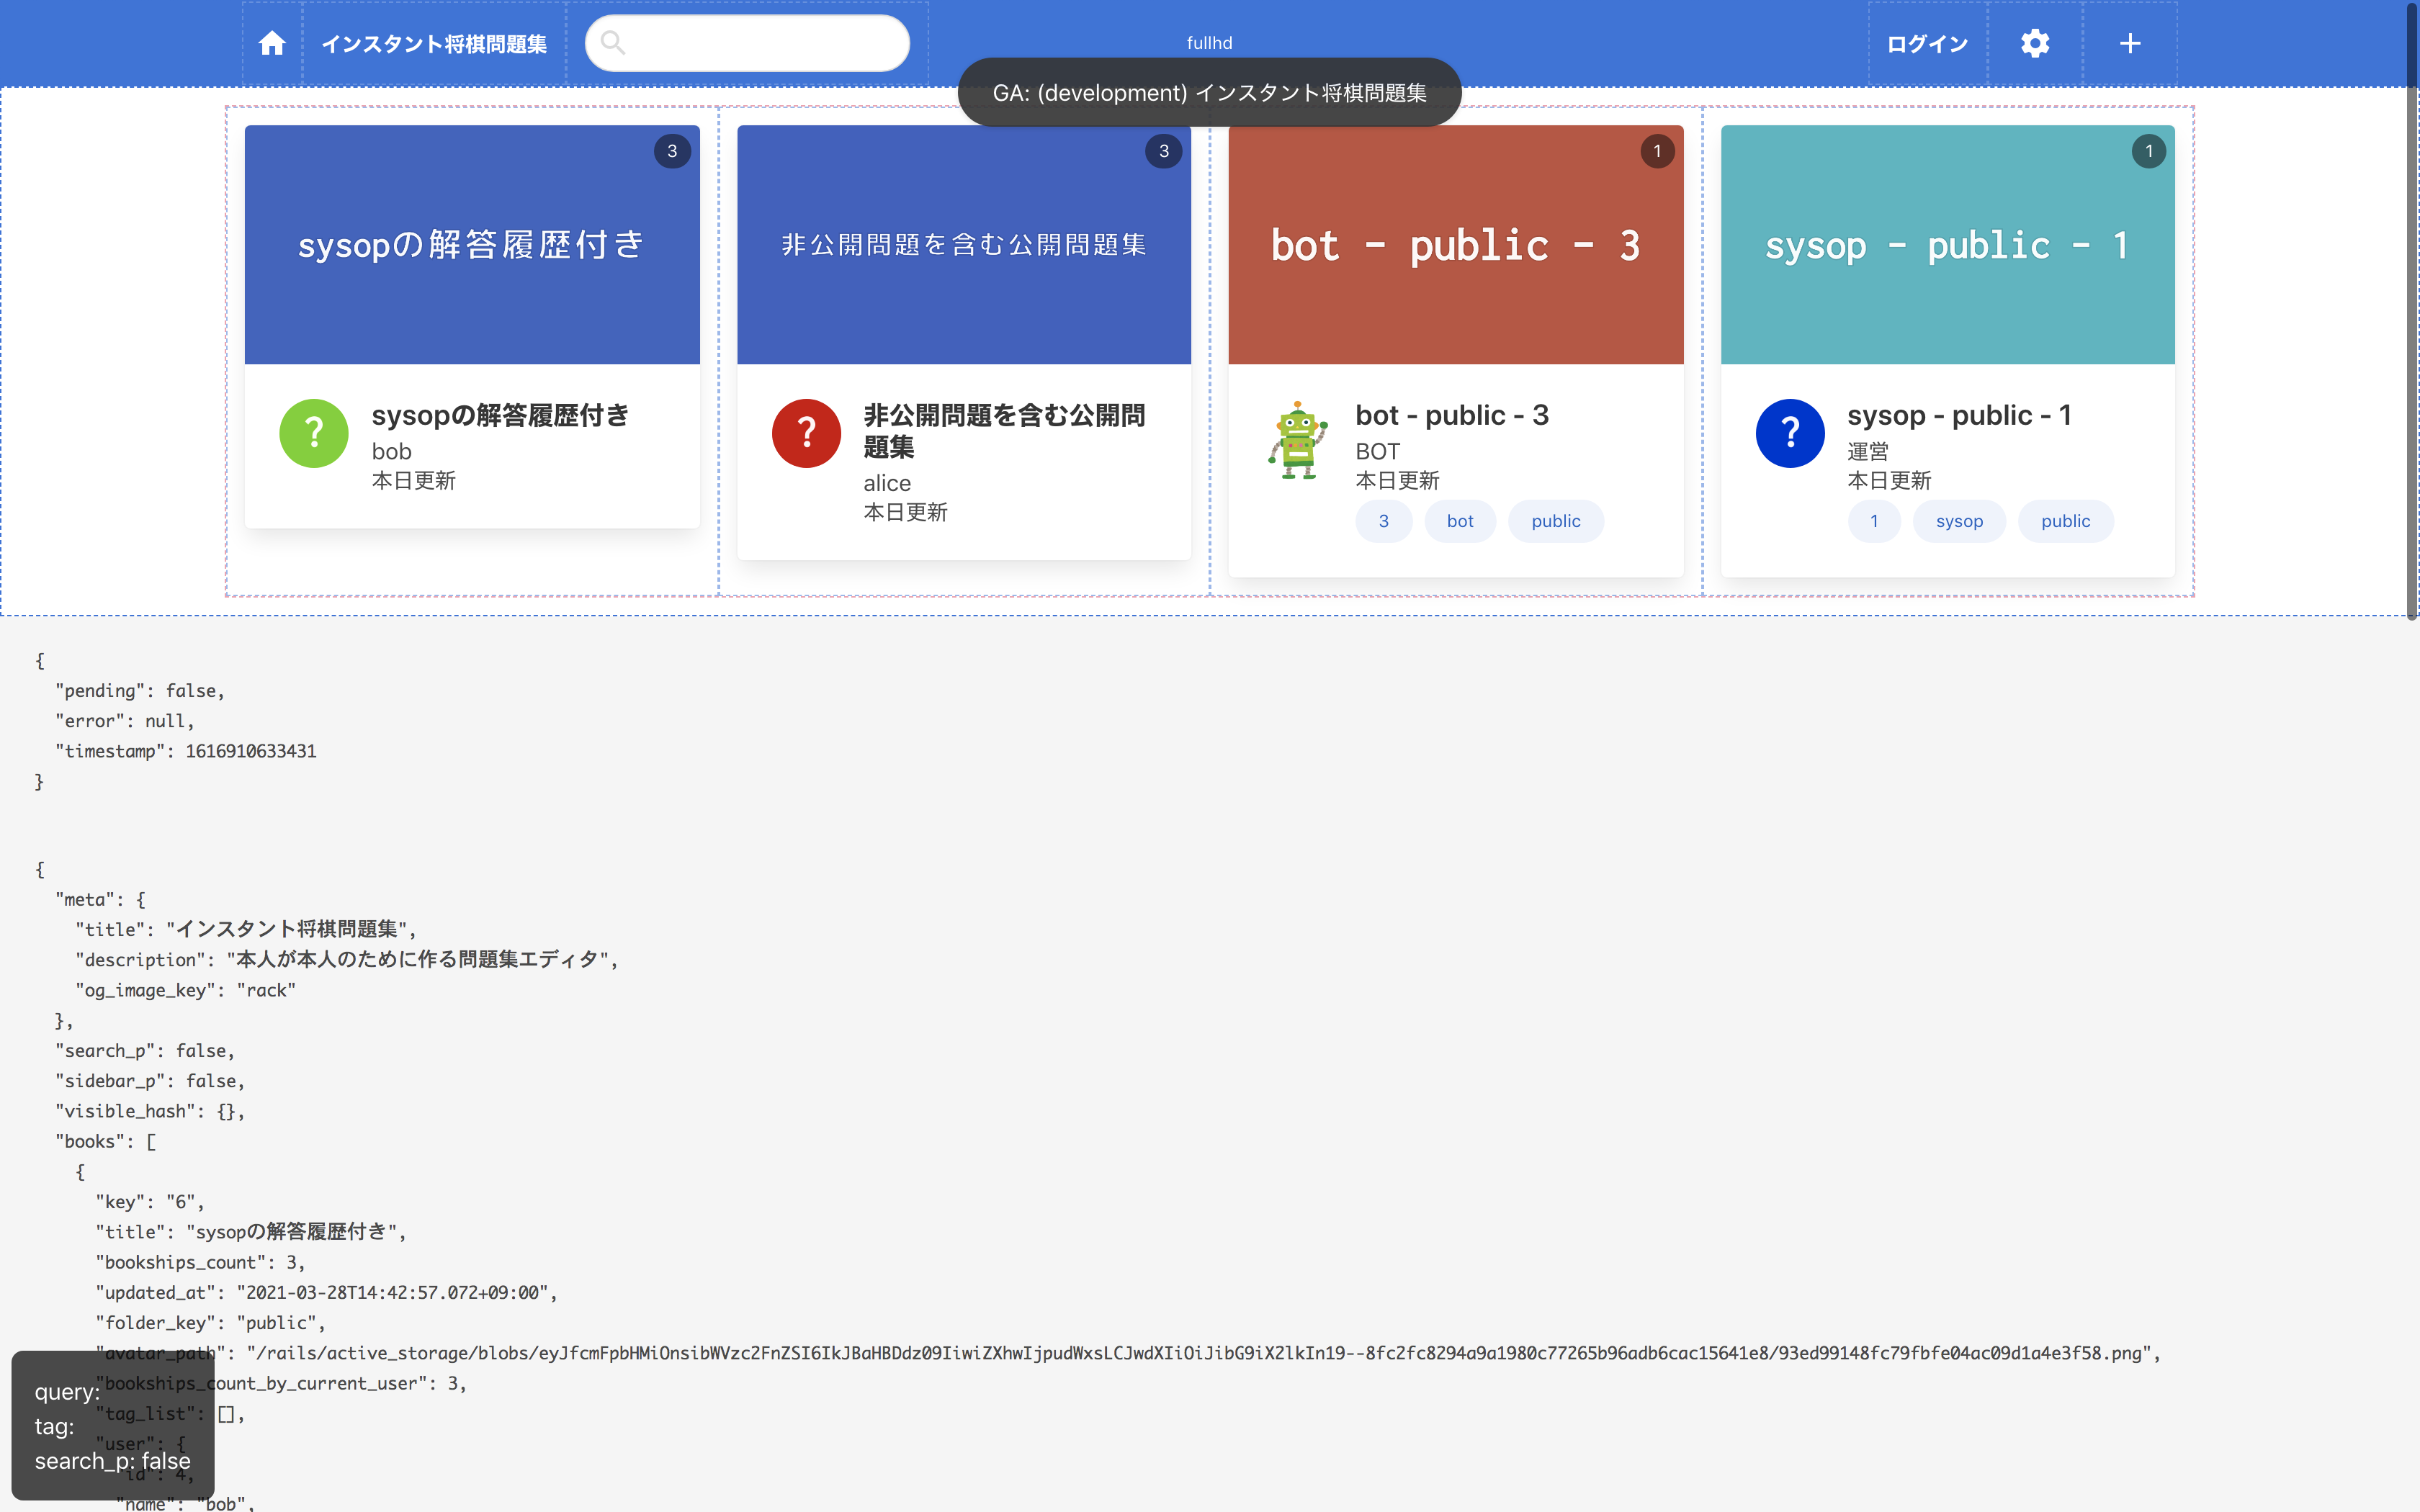 インスタント将棋問題集
fullhd
ログイン
GA: (development) インスタント将棋問題集
3
sysopの解答履歴付き
?
sysopの解答履歴付き
bob
本日更新
3
非公開問題を含む公開問題集
?
非公開問題を含む公開問
題集
alice
本日更新
1
bot - public - 3
bot - public - 3
BOT
本日更新
3 bot public
1
sysop - public - 1
?
sysop - public - 1
運営
本日更新
1 sysop public
{
"pending": false,
"error": null,
"timestamp": 1616910633431
}
{
"meta": {
"title": "インスタント将棋問題集",
"description": "本人が本人のために作る問題集エディタ",
"og_image_key": "rack"
},
"search_p": false,
"sidebar_p": false,
"visible_hash": {},
"books": [
{
"key": "6",
"title": "sysopの解答履歴付き",
"bookships_count": 3,
"updated_at": "2021-03-28T14:42:57.072+09:00",
"folder_key": "public",
"avatar_path": "/rails/active_storage/blobs/eyJfcmFpbHMiOnsibWVzc2FnZSI6IkJBaHBDdz09IiwiZXhwIjpudWxsLCJwdXIiOiJibG9iX2lkIn19--8fc2fc8294a9a1980c77265b96adb6cac15641e8/93ed99148fc79fbfe04ac09d1a4e3f58.png",
"bookships_count_by_current_user": 3,
"tag_list": [],
"user": {
"id": 4,
"name": "bob",
query:
tag:
search_p: false